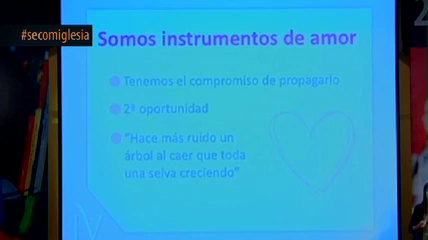 #secomiglesia
Somos instrumentos de amor
Tenemos el compromiso de propagarlo
2ª oportunidad
"Hace más ruido un
árbol al caer que toda
una selva creciendo"